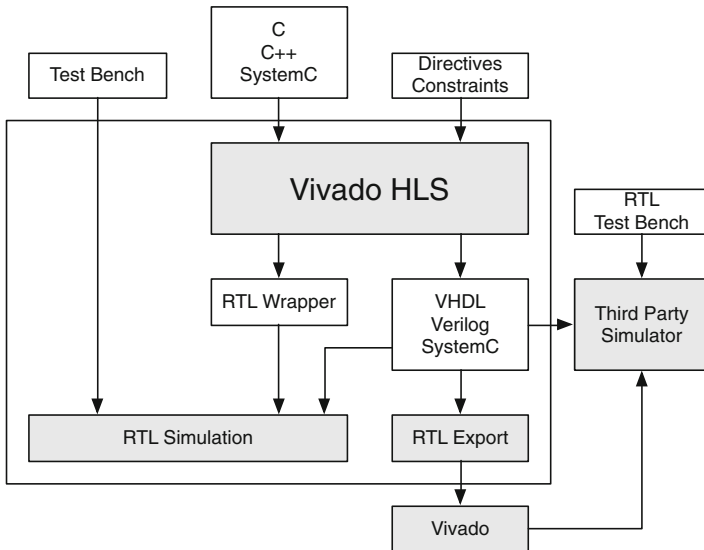 C
C++
SystemC
Test Bench
Directives
Constraints
Vivado HLS
RTL
Test Bench
RTL Wrapper
VHDL
Verilog
SystemC
Third Party
Simulator
RTL Simulation
RTL Export
Vivado